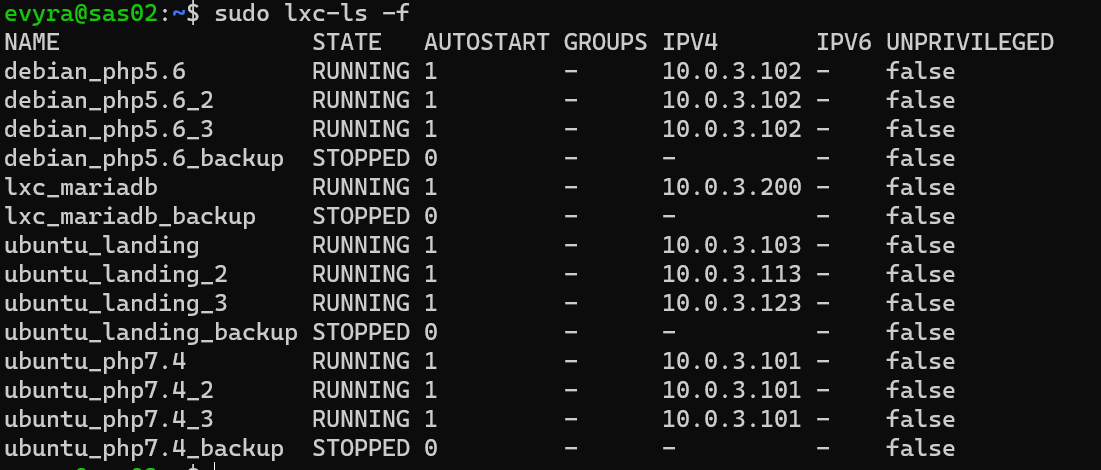 evyra@sas02:~$ sudo lxc-ls -f
NAME STATE AUTOSTART GROUPS IPV4 IPV6 UNPRIVILEGED
debian_php5.6 RUNNING 1 - 10.0.3.102 - false
debian_php5.6_2 RUNNING 1 - 10.0.3.102 - false
debian_php5.6_3 RUNNING 1 - 10.0.3.102 - false
debian_php5.6_backup STOPPED 0 - - - false
lxc_mariadb RUNNING 1 - 10.0.3.200 - false
lxc_mariadb_backup STOPPED 0 - - - false
ubuntu_landing RUNNING 1 - 10.0.3.103 - false
ubuntu_landing_2 RUNNING 1 - 10.0.3.113 - false
ubuntu_landing_3 RUNNING 1 - 10.0.3.123 - false
ubuntu_landing_backup STOPPED 0 - - - false
ubuntu_php7.4 RUNNING 1 - 10.0.3.101 - false
ubuntu_php7.4_2 RUNNING 1 - 10.0.3.101 - false
ubuntu_php7.4_3 RUNNING 1 - 10.0.3.101 - false
ubuntu_php7.4_backup STOPPED 0 - - - false